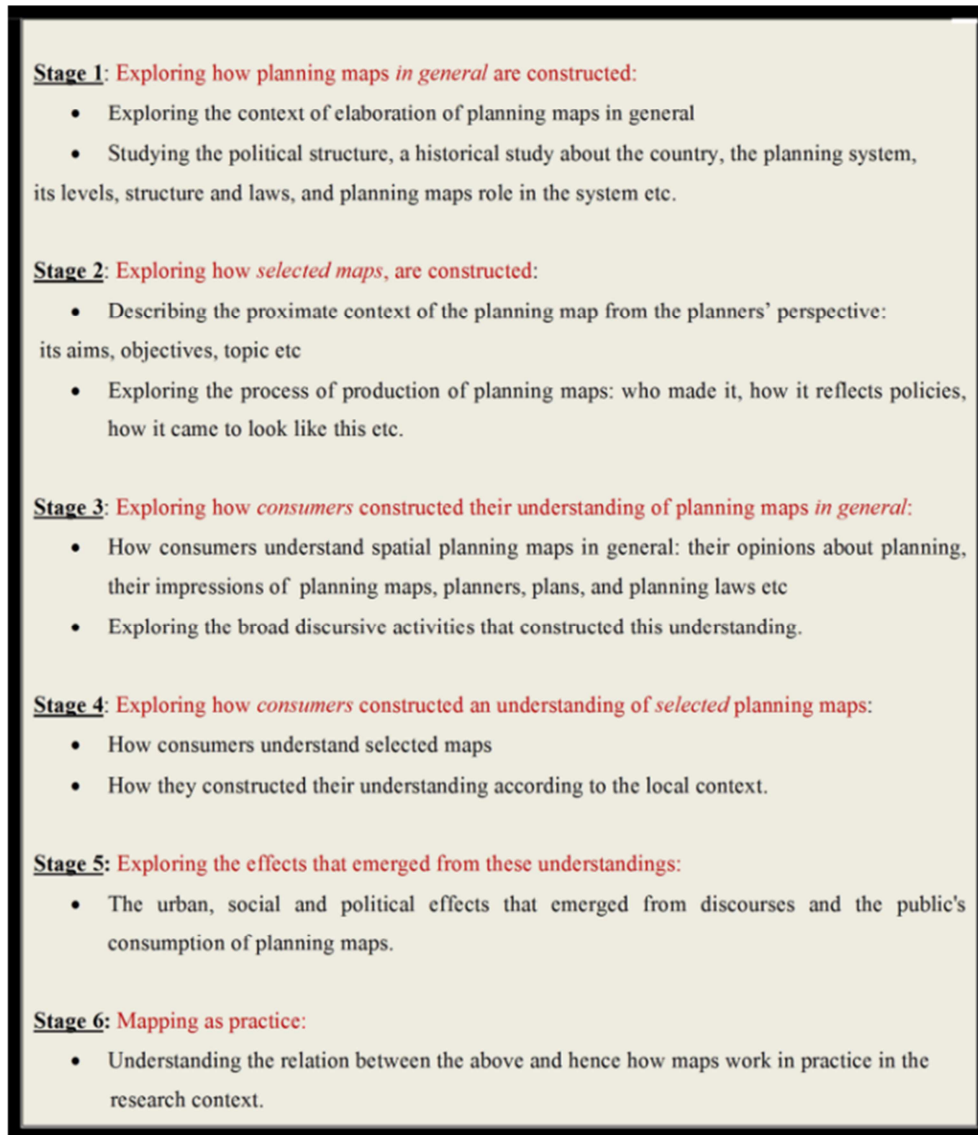 Stage 1: Exploring how planning maps in general are constructed:
• Exploring the context of elaboration of planning maps in general
• Studying the political structure, a historical study about the country, the planning system,
its levels, structure and laws, and planning maps role in the system etc.
Stage 2: Exploring how selected maps, are constructed:
• Describing the proximate context of the planning map from the planners' perspective:
its aims, objectives, topic etc
• Exploring the process of production of planning maps: who made it, how it reflects policies,
how it came to look like this etc.
Stage 3: Exploring how consumers constructed their understanding of planning maps in general:
• How consumers understand spatial planning maps in general: their opinions about planning,
their impressions of planning maps, planners, plans, and planning laws etc
• Exploring the broad discursive activities that constructed this understanding.
Stage 4: Exploring how consumers constructed an understanding of selected planning maps:
• How consumers understand selected maps
• How they constructed their understanding according to the local context.
Stage 5: Exploring the effects that emerged from these understandings:
• The urban, social and political effects that emerged from discourses and the public's
consumption of planning maps.
Stage 6: Mapping as practice:
• Understanding the relation between the above and hence how maps work in practice in the
research context.